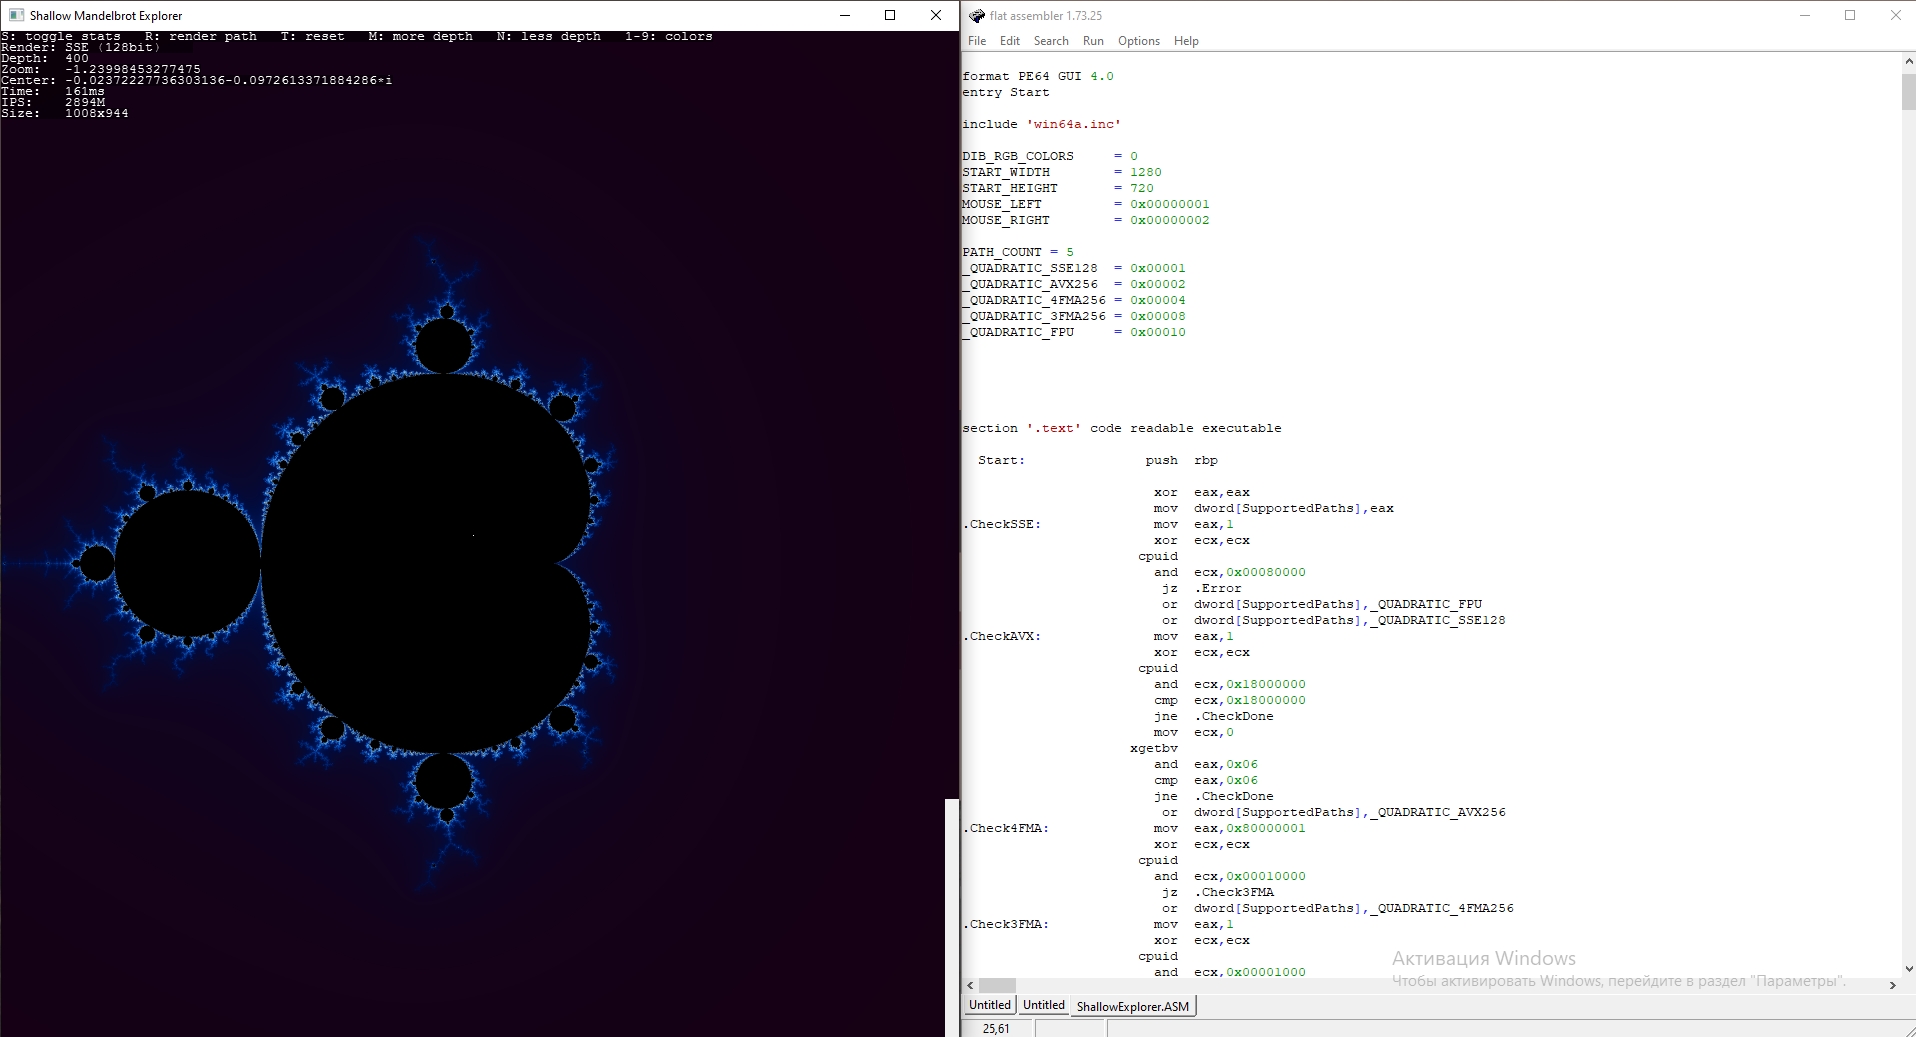 Shallow Mandelbrot Explorer
S: toggle stats   R: render path   T: reset   M: more depth   N: less depth   1-9: colors
Render: SSE (128bit)
Depth:  400
Zoom:   -1.23998453277475
Center: -0.02372227736303136-0.0972613371884286*i
Time:   161ms
IPS:    2894M
Size:   1008x944
flat assembler 1.73.25
File Edit Search Run Options Help
format PE64 GUI 4.0
entry Start
include 'win64a.inc'
DIB_RGB_COLORS     = 0
START_WIDTH        = 1280
START_HEIGHT       = 720
MOUSE_LEFT         = 0x00000001
MOUSE_RIGHT        = 0x00000002
PATH_COUNT = 5
_QUADRATIC_SSE128  = 0x00001
_QUADRATIC_AVX256  = 0x00002
_QUADRATIC_4FMA256 = 0x00004
_QUADRATIC_3FMA256 = 0x00008
_QUADRATIC_FPU     = 0x00010
section '.text' code readable executable
Start:               push  rbp
xor  eax,eax
mov  dword[SupportedPaths],eax
.CheckSSE:              mov  eax,1
xor  ecx,ecx
cpuid
and  ecx,0x00080000
jz  .Error
or  dword[SupportedPaths],_QUADRATIC_FPU
or  dword[SupportedPaths],_QUADRATIC_SSE128
.CheckAVX:              mov  eax,1
xor  ecx,ecx
cpuid
and  ecx,0x18000000
cmp  ecx,0x18000000
jne  .CheckDone
mov  ecx,0
xgetbv
and  eax,0x06
cmp  eax,0x06
jne  .CheckDone
or  dword[SupportedPaths],_QUADRATIC_AVX256
.Check4FMA:             mov  eax,0x80000001
xor  ecx,ecx
cpuid
and  ecx,0x00010000
jz  .Check3FMA
or  dword[SupportedPaths],_QUADRATIC_4FMA256
.Check3FMA:             mov  eax,1
xor  ecx,ecx
cpuid
and  ecx,0x00001000
Активация Windows
Чтобы активировать Windows, перейдите в раздел "Параметры".
Untitled Untitled ShallowExplorer.ASM
25,61